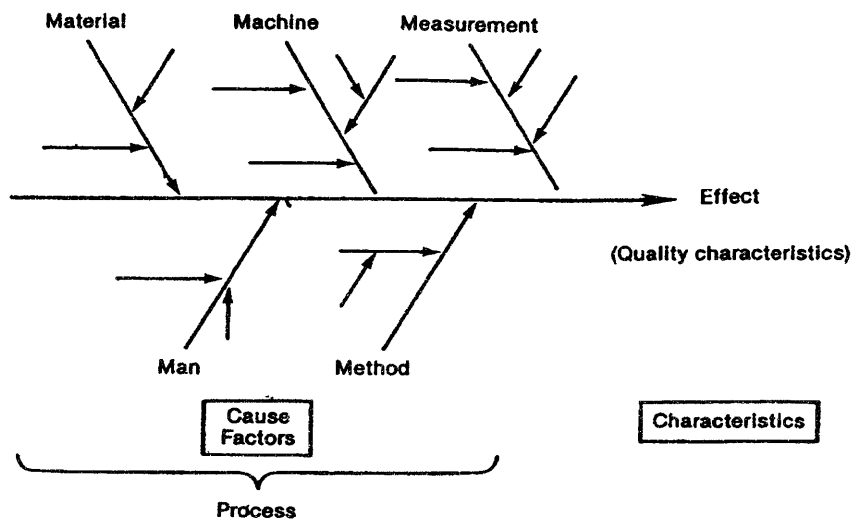 Material
Machine
Measurement
Effect
(Quality characteristics)
Man
Method
Cause
Factors
Characteristics
Process